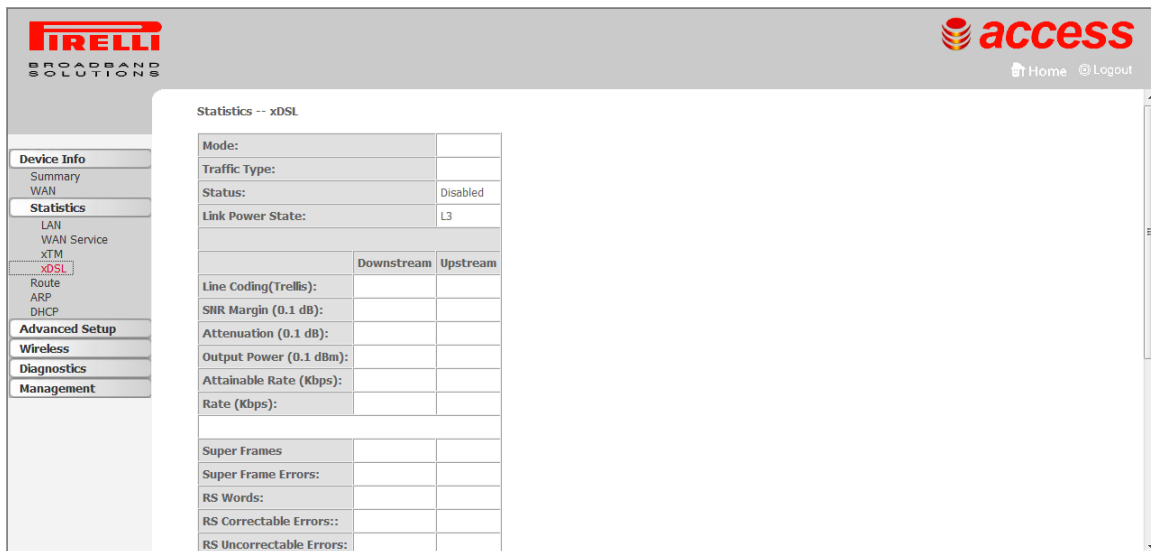 PIRELLI
BROADBAND
SOLUTIONS
access
Home Logout
Statistics -- xDSL
Device Info
Summary
WAN
Statistics
LAN
WAN Service
xTM
xDSL
Route
ARP
DHCP
Advanced Setup
Wireless
Diagnostics
Management
Mode:
Traffic Type:
Status: Disabled
Link Power State: L3
Downstream Upstream
Line Coding(Trellis):
SNR Margin (0.1 dB):
Attenuation (0.1 dB):
Output Power (0.1 dBm):
Attainable Rate (Kbps):
Rate (Kbps):
Super Frames
Super Frame Errors:
RS Words:
RS Correctable Errors::
RS Uncorrectable Errors: